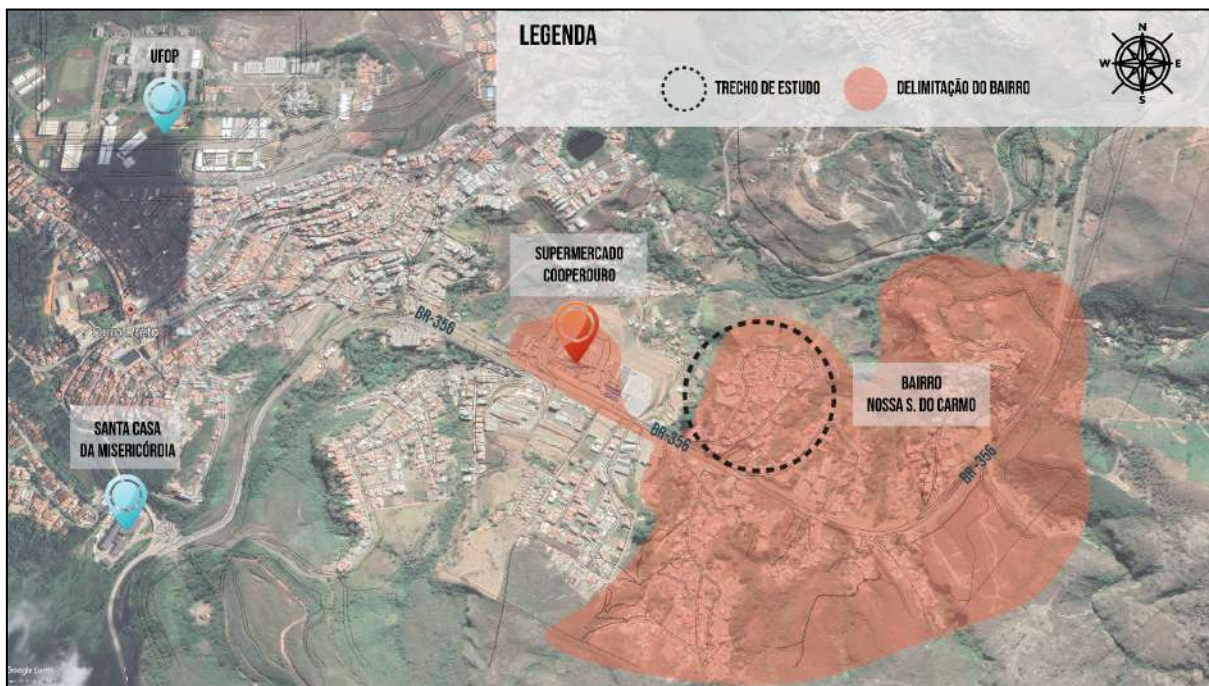 LEGENDA
N
W
E
S
TRECHO DE ESTUDO
DELIMITAÇÃO DO BAIRRO
UFOP
SUPERMERCADO
COOPEROURO
BR-356
Ouro Preto
BR-356
BAIRRO
NOSSA S. DO CARMO
SANTA CASA
DA MISERICÓRDIA
BR-356
Google Earth